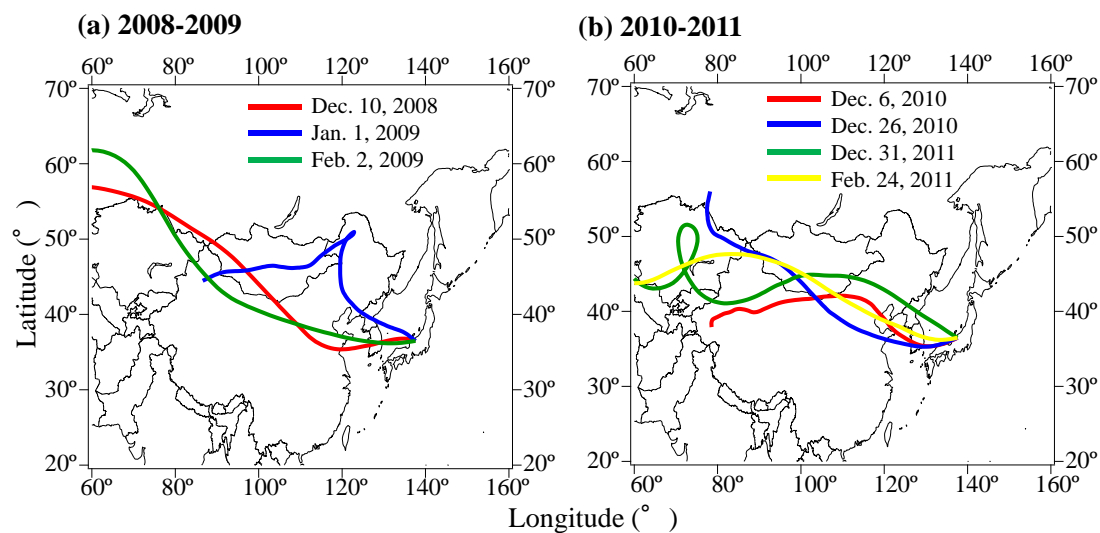 (a) 2008-2009
60º 80º 100º 120º 140º 160º
70º 70º
60º 60º
50º 50º
40º 40º
30º 30º
20º 20º
60º 80º 100º 120º 140º 160º
Dec. 10, 2008
Jan. 1, 2009
Feb. 2, 2009
Latitude (° )
(b) 2010-2011
60º 80º 100º 120º 140º 160º
70º 70º
60º 60º
50º 50º
40º 40º
30º 30º
20º 20º
60º 80º 100º 120º 140º 160º
Dec. 6, 2010
Dec. 26, 2010
Dec. 31, 2011
Feb. 24, 2011
Longitude (° )